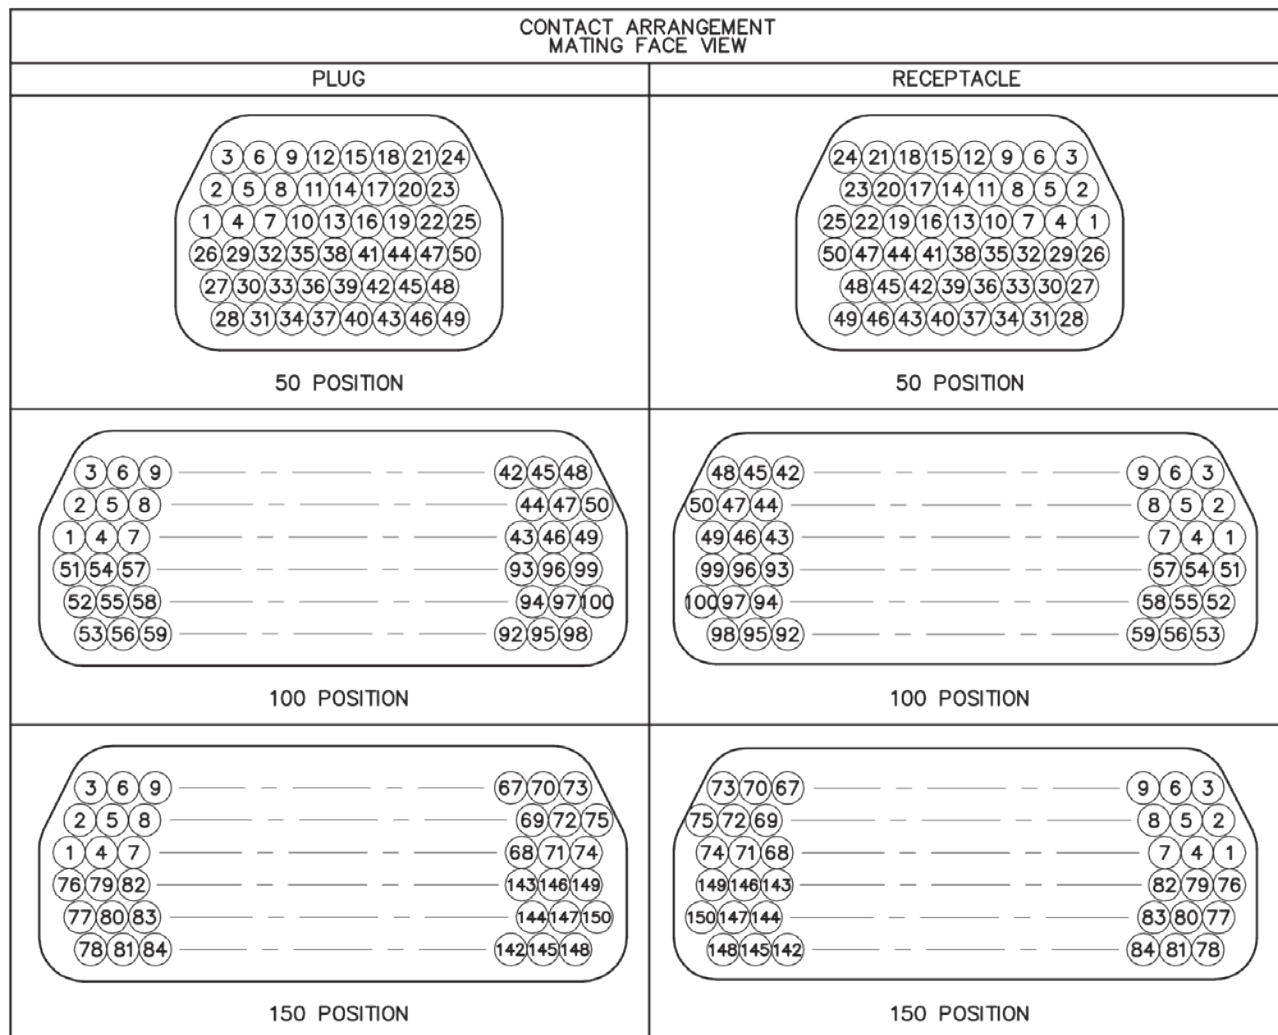 CONTACT ARRANGEMENT
MATING FACE VIEW
PLUG RECEPTACLE
3 6 9 12 15 18 21 24
2 5 8 11 14 17 20 23
1 4 7 10 13 16 19 22 25
26 29 32 35 38 41 44 47 50
27 30 33 36 39 42 45 48
28 31 34 37 40 43 46 49
50 POSITION
24 21 18 15 12 9 6 3
23 20 17 14 11 8 5 2
25 22 19 16 13 10 7 4 1
50 47 44 41 38 35 32 29 26
48 45 42 39 36 33 30 27
49 46 43 40 37 34 31 28
50 POSITION
3 6 9 42 45 48
2 5 8 44 47 50
1 4 7 43 46 49
51 54 57 93 96 99
52 55 58 94 97 100
53 56 59 92 95 98
100 POSITION
48 45 42 9 6 3
50 47 44 8 5 2
49 46 43 7 4 1
99 96 93 57 54 51
100 97 94 58 55 52
98 95 92 59 56 53
100 POSITION
3 6 9 67 70 73
2 5 8 69 72 75
1 4 7 68 71 74
76 79 82 143 146 149
77 80 83 144 147 150
78 81 84 142 145 148
150 POSITION
73 70 67 9 6 3
75 72 69 8 5 2
74 71 68 7 4 1
149 146 143 82 79 76
150 147 144 83 80 77
148 145 142 84 81 78
150 POSITION